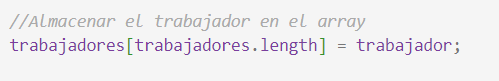 //Almacenar el trabajador en el array
trabajadores[trabajadores.length] = trabajador;